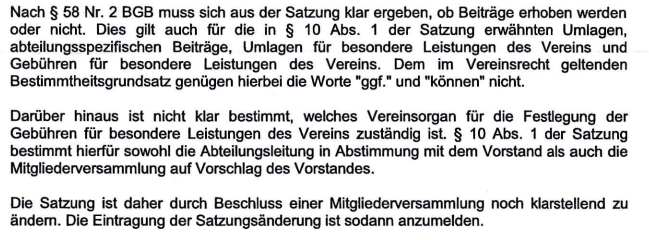 Nach § 58 Nr. 2 BGB muss sich aus der Satzung klar ergeben, ob Beiträge erhoben werden
oder nicht. Dies gilt auch für die in § 10 Abs. 1 der Satzung erwähnten Umlagen,
abteilungsspezifischen Beiträge, Umlagen für besondere Leistungen des Vereins und
Gebühren für besondere Leistungen des Vereins. Dem im Vereinsrecht geltenden
Bestimmtheitsgrundsatz genügen hierbei die Worte "ggf." und "können" nicht.
Darüber hinaus ist nicht klar bestimmt, welches Vereinsorgan für die Festlegung der
Gebühren für besondere Leistungen des Vereins zuständig ist. § 10 Abs. 1 der Satzung
bestimmt hierfür sowohl die Abteilungsleitung in Abstimmung mit dem Vorstand als auch die
Mitgliederversammlung auf Vorschlag des Vorstandes.
Die Satzung ist daher durch Beschluss einer Mitgliederversammlung noch klarstellend zu
ändern. Die Eintragung der Satzungsänderung ist sodann anzumelden.